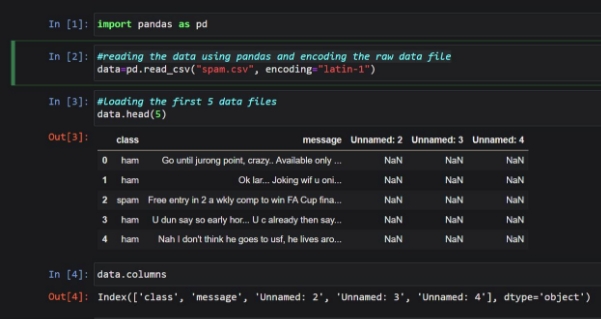 In [1]: import pandas as pd
In [2]: #reading the data using pandas and encoding the raw data file
data=pd.read_csv("spam.csv", encoding="latin-1")
In [3]: #Loading the first 5 data files
data.head(5)
Out[3]: class message Unnamed: 2 Unnamed: 3 Unnamed: 4
0 ham Go until jurong point, crazy.. Available only ... NaN NaN NaN
1 ham Ok lar... Joking wif u oni... NaN NaN NaN
2 spam Free entry in 2 a wkly comp to win FA Cup fina... NaN NaN NaN
3 ham U dun say so early hor... U c already then say... NaN NaN NaN
4 ham Nah I don't think he goes to usf, he lives aro... NaN NaN NaN
In [4]: data.columns
Out[4]: Index(['class', 'message', 'Unnamed: 2', 'Unnamed: 3', 'Unnamed: 4'], dtype='object')